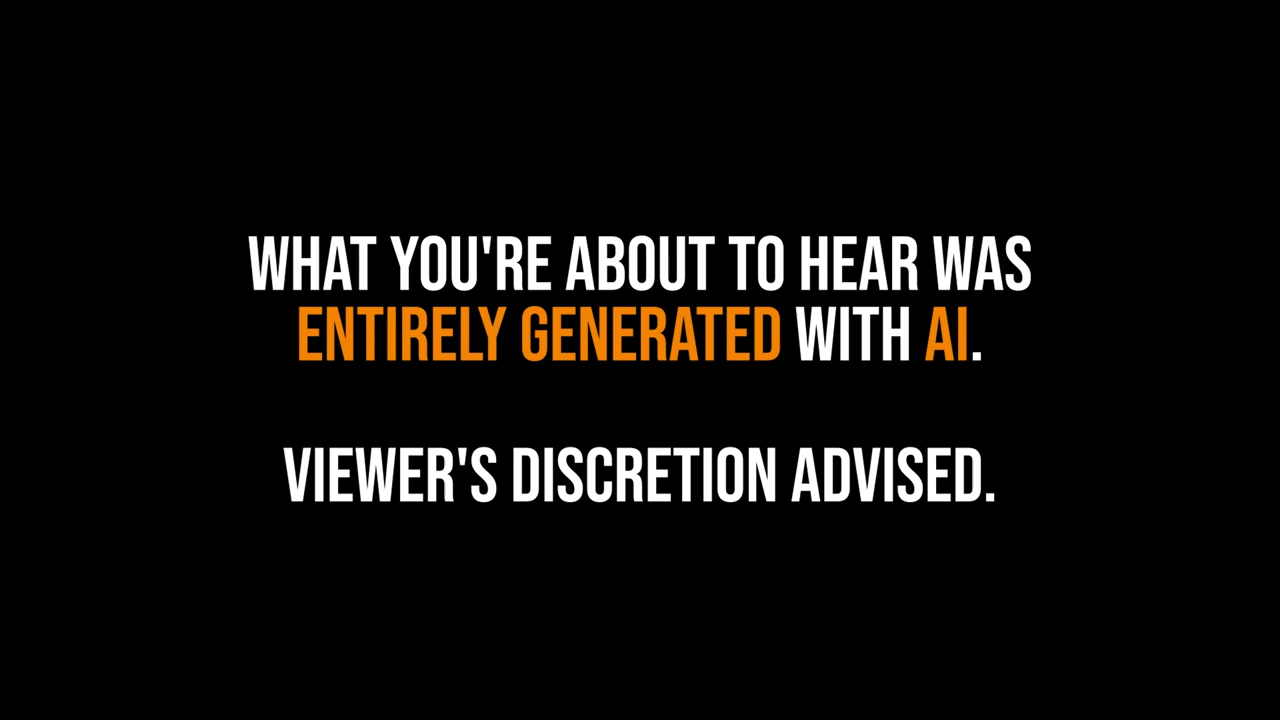 WHAT YOU'RE ABOUT TO HEAR WAS
ENTIRELY GENERATED WITH AI.
VIEWER'S DISCRETION ADVISED.